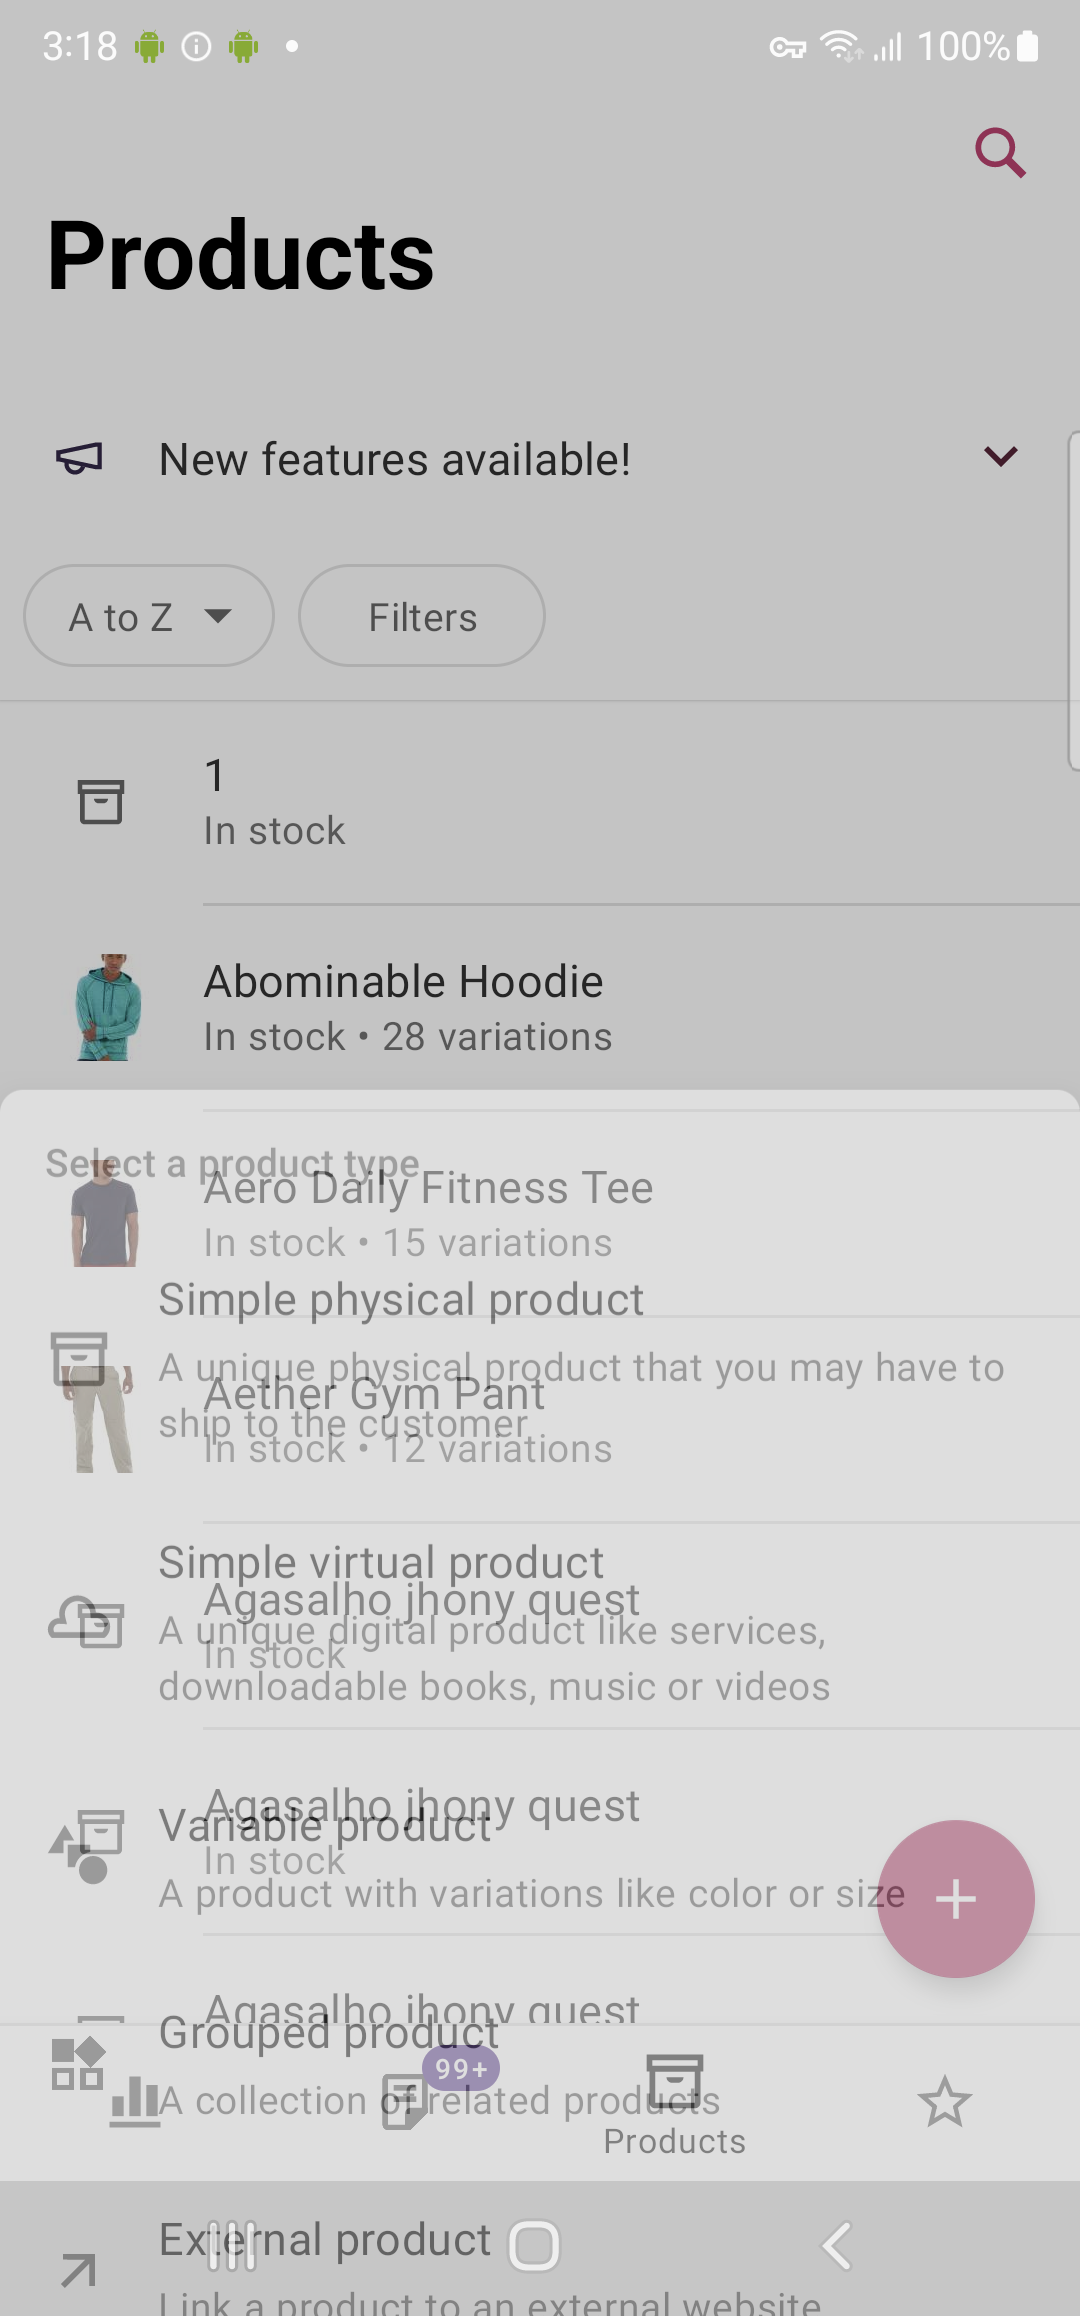 3:18
100%
Products
New features available!
A to Z
Filters
1
In stock
Abominable Hoodie
In stock • 28 variations
Select a product type
Aero Daily Fitness Tee
In stock • 15 variations
Simple physical product
A unique physical product that you may have to
ship to the customer
Aether Gym Pant
In stock • 12 variations
Simple virtual product
A unique digital product like services,
downloadable books, music or videos
Agasalho jhony quest
In stock
Agasalho jhony quest
In stock
Variable product
A product with variations like color or size
Agasalho jhony quest
Grouped product
A collection of related products
99+
Products
External product
Link a product to an external website